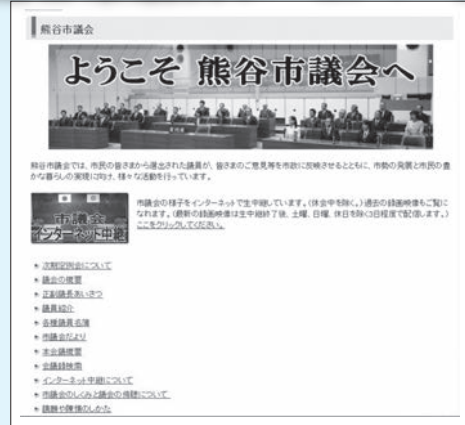 熊谷市議会
ようこそ 熊谷市議会へ
熊谷市議会では、市民の皆さまから選出された議員が、皆さまのご意見等を市政に反映させるとともに、市勢の発展と市民の豊
かな暮らしの実現に向け、様々な活動を行っています。
市議会
インターネット中継
市議会の様子をインターネットで生中継しています。(休会中を除く。)過去の録画映像もご覧に
なれます。(最新の録画映像は生中継終了後、土曜、日曜、休日を除く3日程度で配信します。)
ここをクリックしてください。
次期定例会について
議会の概要
正副議長あいさつ
議員紹介
各種議員名簿
市議会だより
本会議概要
会議録検索
インターネット中継について
市議会のしくみと議会の傍聴について
請願や陳情のしかた